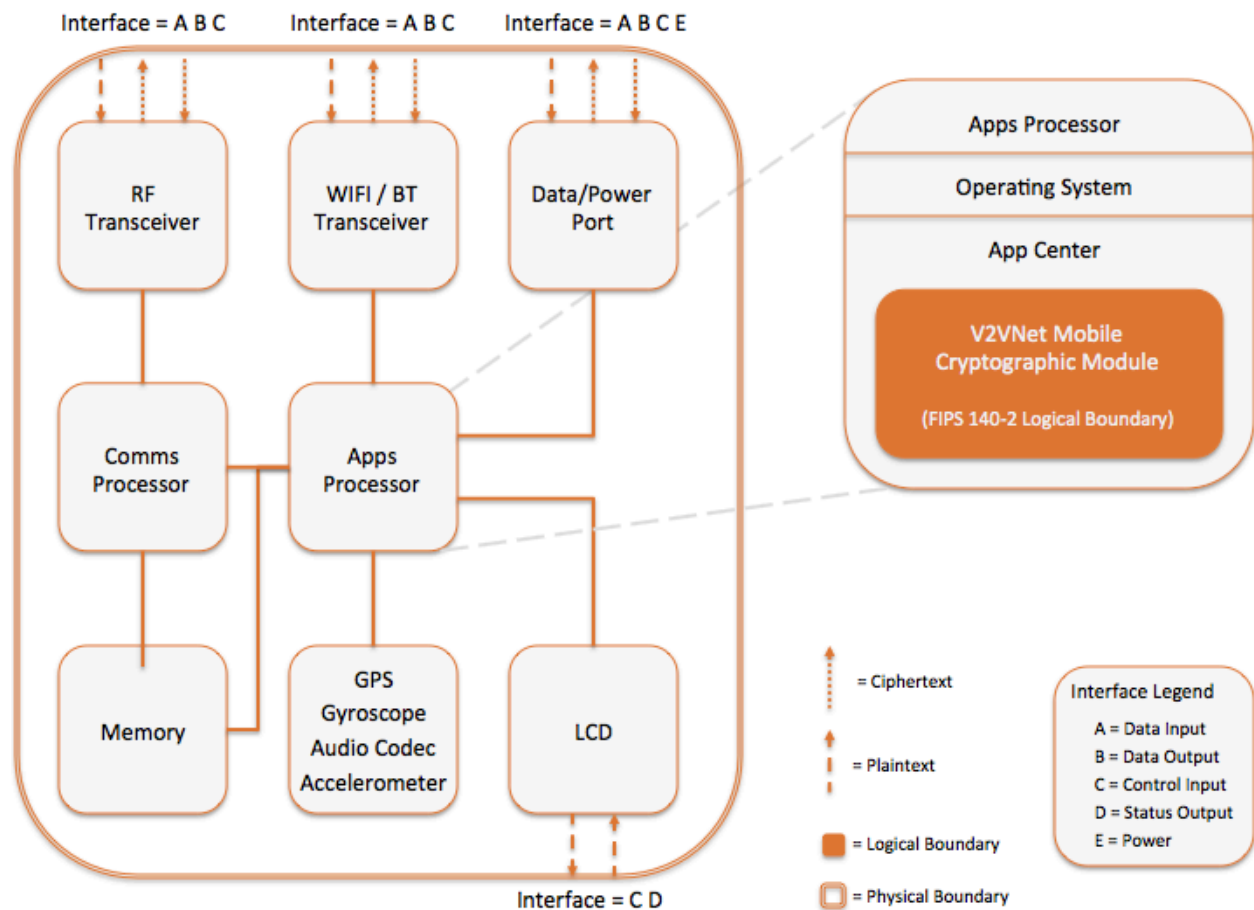 Interface = A B C
Interface = A B C
Interface = A B C E
RF
Transceiver
WIFI / BT
Transceiver
Data/Power
Port
Comms
Processor
Apps
Processor
Memory
GPS
Gyroscope
Audio Codec
Accelerometer
LCD
Interface = C D
Apps Processor
Operating System
App Center
V2VNet Mobile
Cryptographic Module
(FIPS 140-2 Logical Boundary)
= Ciphertext
= Plaintext
= Logical Boundary
= Physical Boundary
Interface Legend
A = Data Input
B = Data Output
C = Control Input
D = Status Output
E = Power